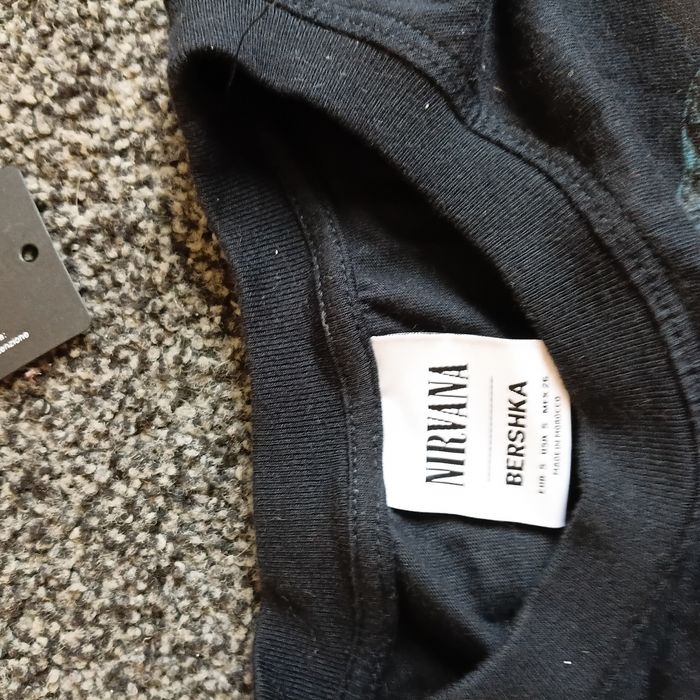 NIRVANA
BERSHKA
EUR S USA S MEX 26
MADE IN MOROCCO